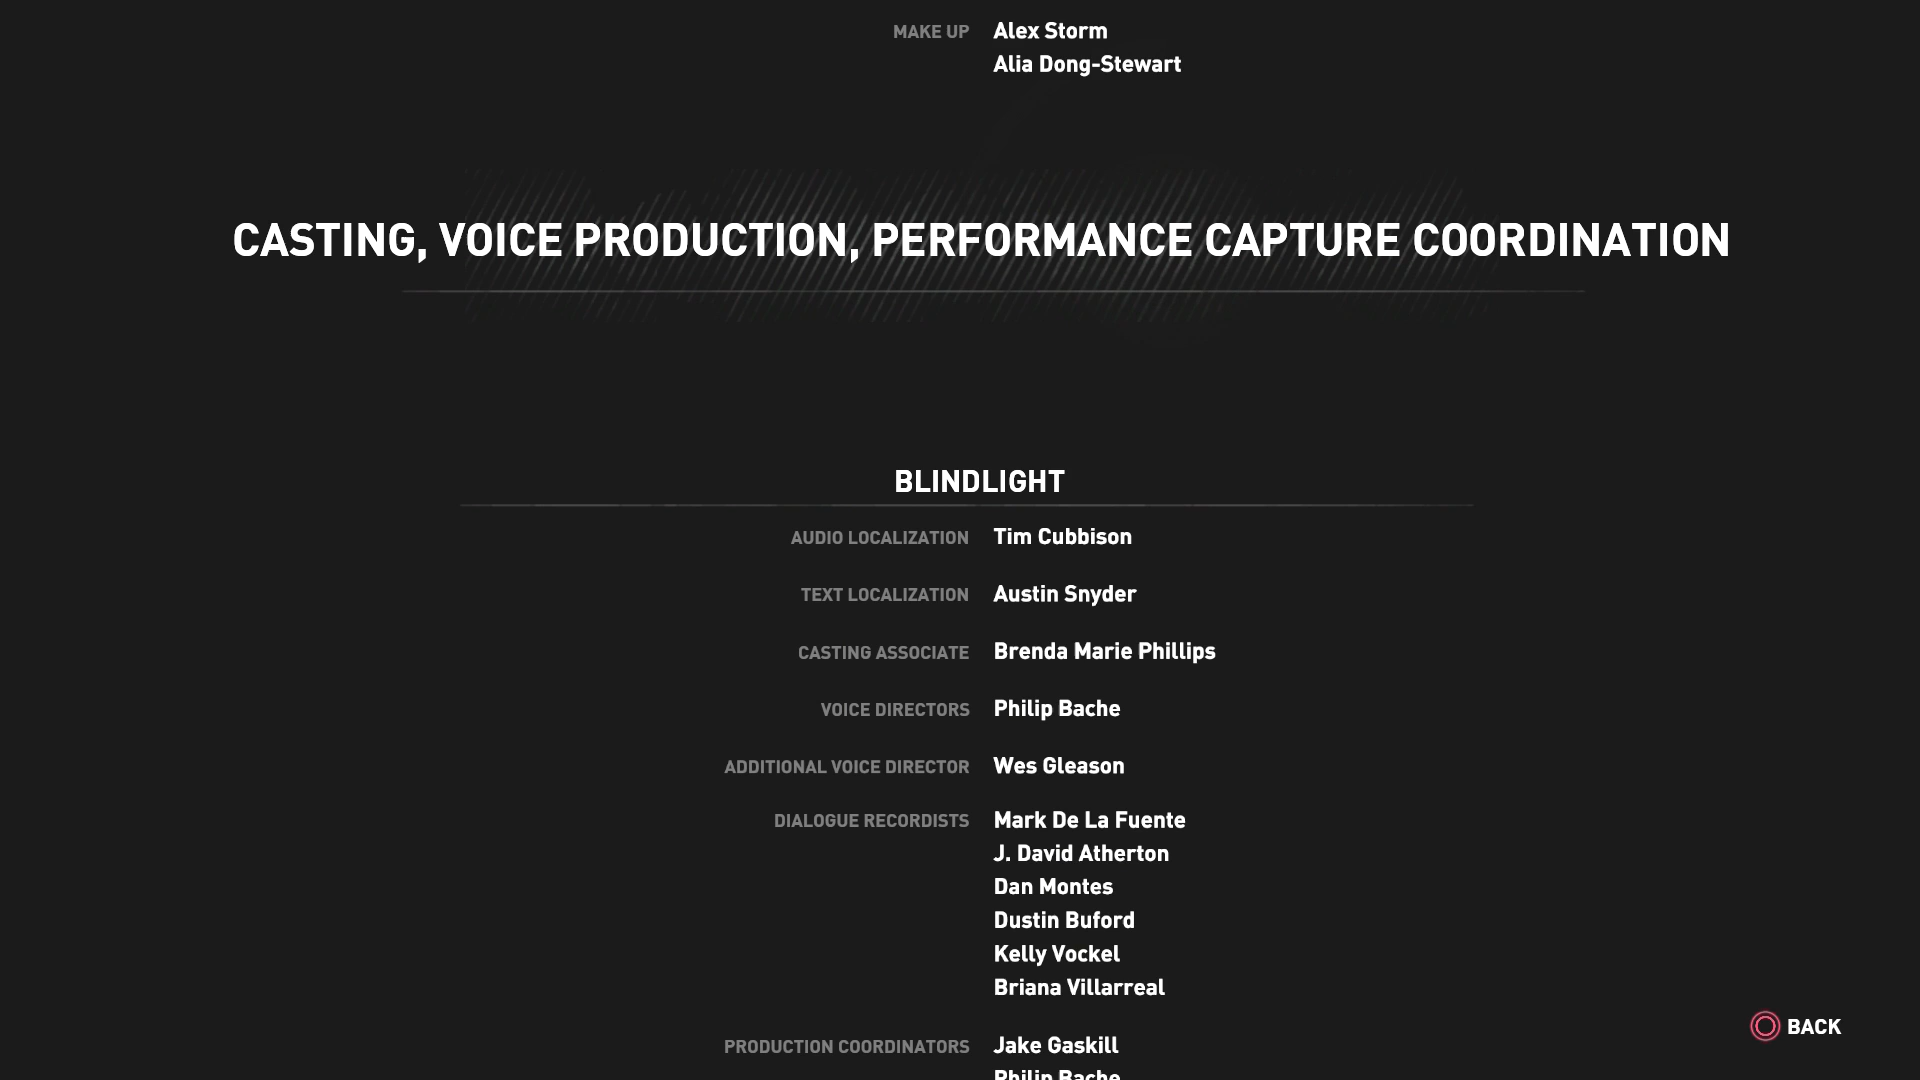 MAKE UP Alex Storm
Alia Dong-Stewart
CASTING, VOICE PRODUCTION, PERFORMANCE CAPTURE COORDINATION
BLINDLIGHT
AUDIO LOCALIZATION Tim Cubbison
TEXT LOCALIZATION Austin Snyder
CASTING ASSOCIATE Brenda Marie Phillips
VOICE DIRECTORS Philip Bache
ADDITIONAL VOICE DIRECTOR Wes Gleason
DIALOGUE RECORDISTS Mark De La Fuente
J. David Atherton
Dan Montes
Dustin Buford
Kelly Vockel
Briana Villarreal
PRODUCTION COORDINATORS Jake Gaskill
Philip Bache
BACK